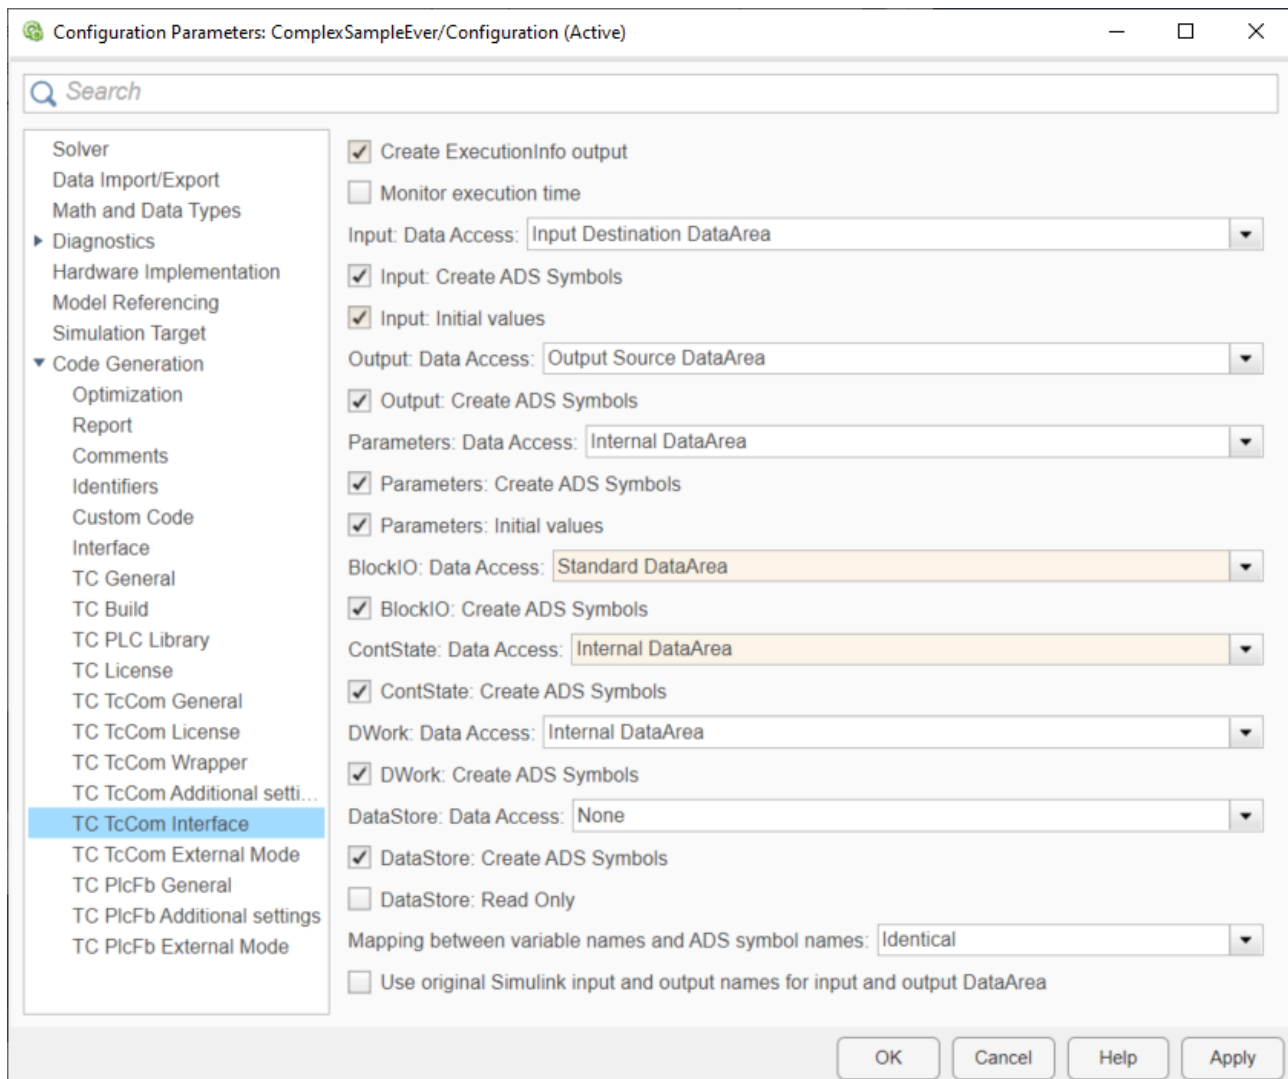 Configuration Parameters: ComplexSampleEver/Configuration (Active)
Search
Solver
Data Import/Export
Math and Data Types
Diagnostics
Hardware Implementation
Model Referencing
Simulation Target
Code Generation
Optimization
Report
Comments
Identifiers
Custom Code
Interface
TC General
TC Build
TC PLC Library
TC License
TC TcCom General
TC TcCom License
TC TcCom Wrapper
TC TcCom Additional setti...
TC TcCom Interface
TC TcCom External Mode
TC PlcFb General
TC PlcFb Additional settings
TC PlcFb External Mode
Create ExecutionInfo output
Monitor execution time
Input: Data Access: Input Destination DataArea
Input: Create ADS Symbols
Input: Initial values
Output: Data Access: Output Source DataArea
Output: Create ADS Symbols
Parameters: Data Access: Internal DataArea
Parameters: Create ADS Symbols
Parameters: Initial values
BlockIO: Data Access: Standard DataArea
BlockIO: Create ADS Symbols
ContState: Data Access: Internal DataArea
ContState: Create ADS Symbols
DWork: Data Access: Internal DataArea
DWork: Create ADS Symbols
DataStore: Data Access: None
DataStore: Create ADS Symbols
DataStore: Read Only
Mapping between variable names and ADS symbol names: Identical
Use original Simulink input and output names for input and output DataArea
OK Cancel Help Apply